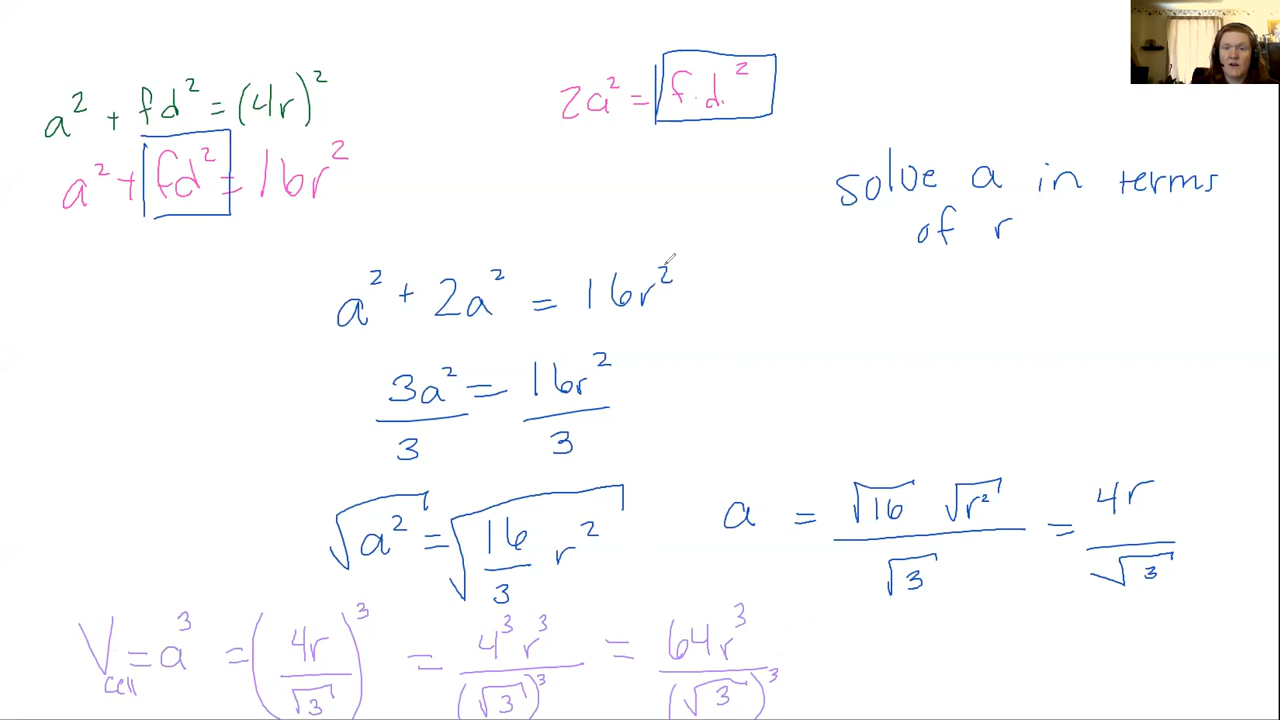 a² + fd² = (4r)²
a² + fd² = 16r²
2a² = f.d.²
solve a in terms
of r
a² + 2a² = 16r²
3a²/3 = 16r²/3
√a² = √(16/3 r²)
a = √16 √r² / √3 = 4r/√3
V cell = a³ = (4r/√3)³ = 4³r³/(√3)³ = 64r³/(√3)³